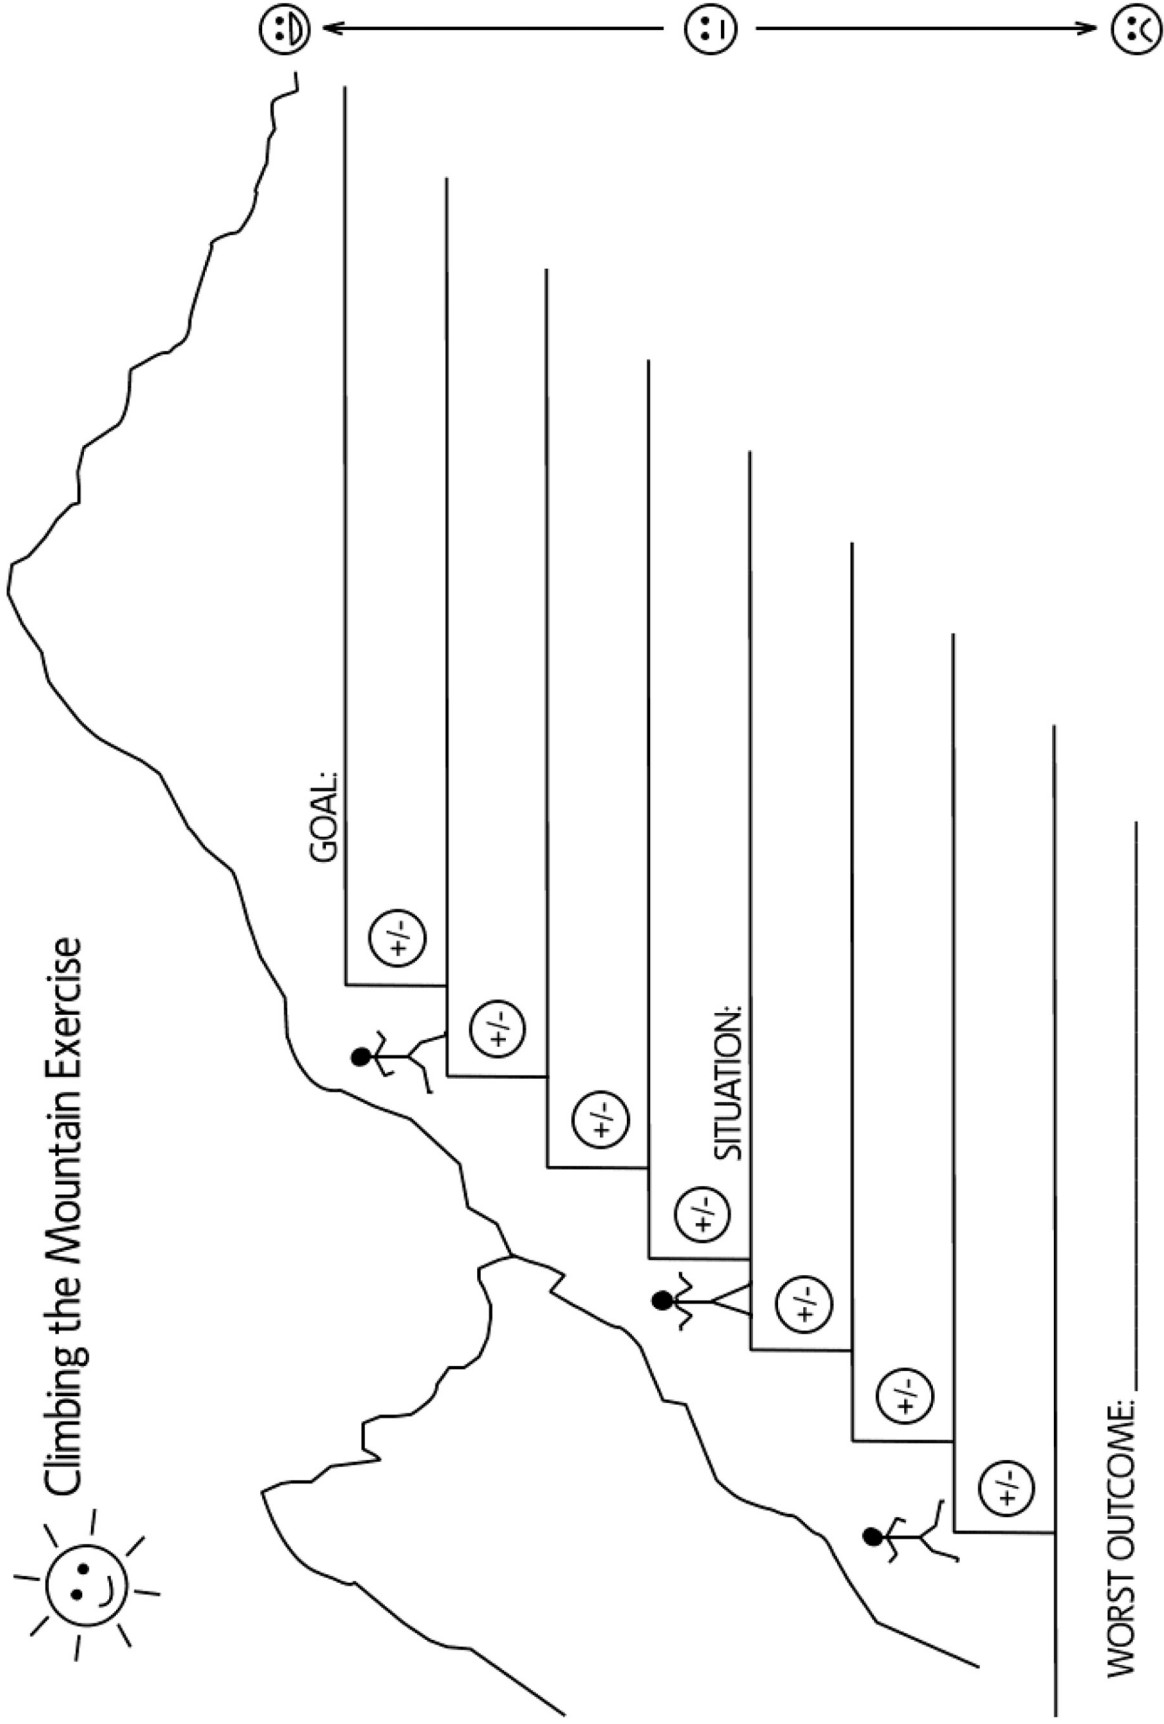 Climbing the Mountain Exercise
GOAL:
+/-
+/-
+/-
SITUATION:
+/-
+/-
+/-
+/-
WORST OUTCOME: